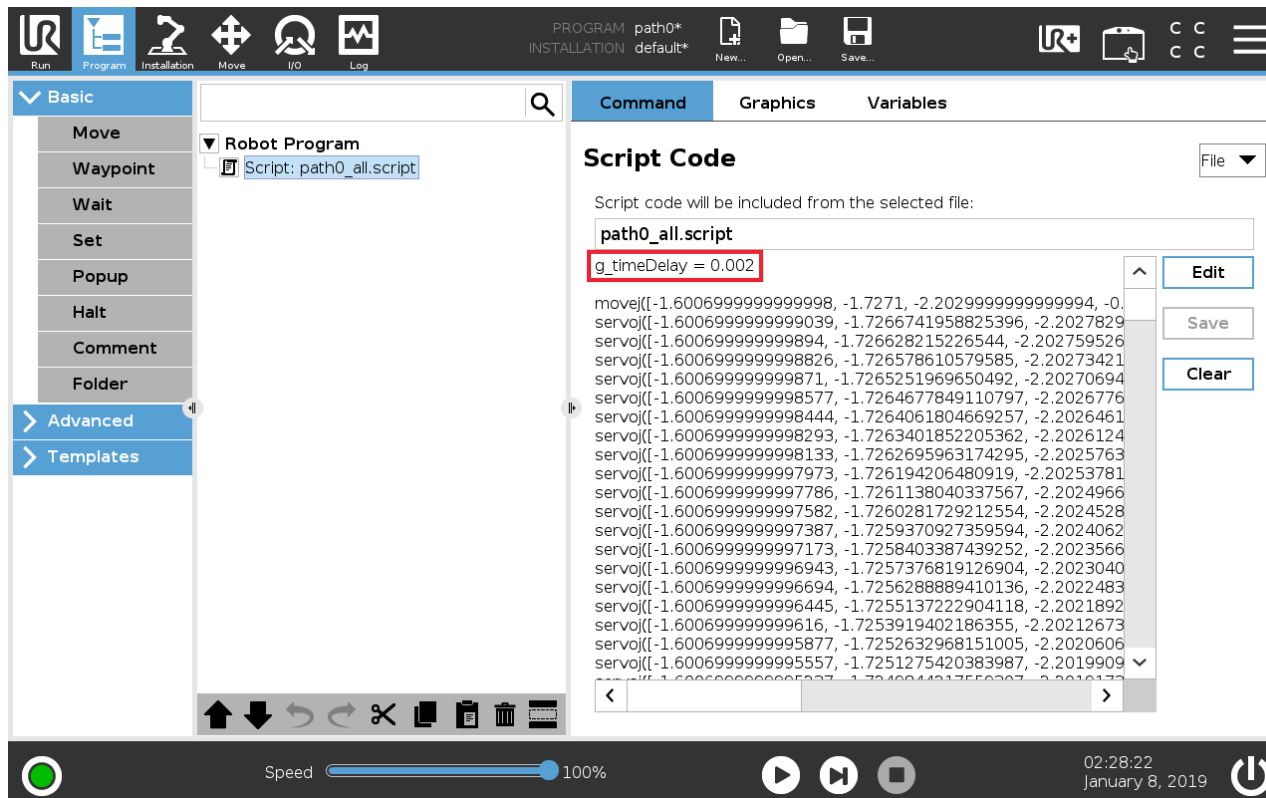 UR
Run
Program
Installation
Move
I/O
Log
PROGRAM path0*
INSTALLATION default*
New...
Open...
Save...
UR+
C C
C C
Basic
Move
Waypoint
Wait
Set
Popup
Halt
Comment
Folder
Advanced
Templates
Robot Program
Script: path0_all.script
Command
Graphics
Variables
Script Code
File
Script code will be included from the selected file:
path0_all.script
g_timeDelay = 0.002
movej([-1.6006999999999998, -1.7271, -2.2029999999999994, -0.
servoj([-1.6006999999999039, -1.7266741958825396, -2.2027829
servoj([-1.600699999999894, -1.726628215226544, -2.202759526
servoj([-1.6006999999998826, -1.726578610579585, -2.20273421
servoj([-1.600699999999871, -1.7265251969650492, -2.20270694
servoj([-1.6006999999998577, -1.7264677849110797, -2.2026776
servoj([-1.6006999999998444, -1.7264061804669257, -2.2026461
servoj([-1.6006999999998293, -1.7263401852205362, -2.2026124
servoj([-1.6006999999998133, -1.7262695963174295, -2.2025763
servoj([-1.6006999999997973, -1.726194206480919, -2.20253781
servoj([-1.6006999999997786, -1.7261138040337567, -2.2024966
servoj([-1.6006999999997582, -1.7260281729212554, -2.2024528
servoj([-1.6006999999997387, -1.7259370927359594, -2.2024062
servoj([-1.6006999999997173, -1.7258403387439252, -2.2023566
servoj([-1.6006999999996943, -1.7257376819126904, -2.2023040
servoj([-1.6006999999996694, -1.7256288889410136, -2.2022483
servoj([-1.6006999999996445, -1.7255137222904118, -2.2021892
servoj([-1.600699999999616, -1.7253919402186355, -2.20212673
servoj([-1.6006999999995877, -1.7252632968151005, -2.2020606
servoj([-1.6006999999995557, -1.7251275420383987, -2.2019909
Edit
Save
Clear
Speed
100%
02:28:22
January 8, 2019